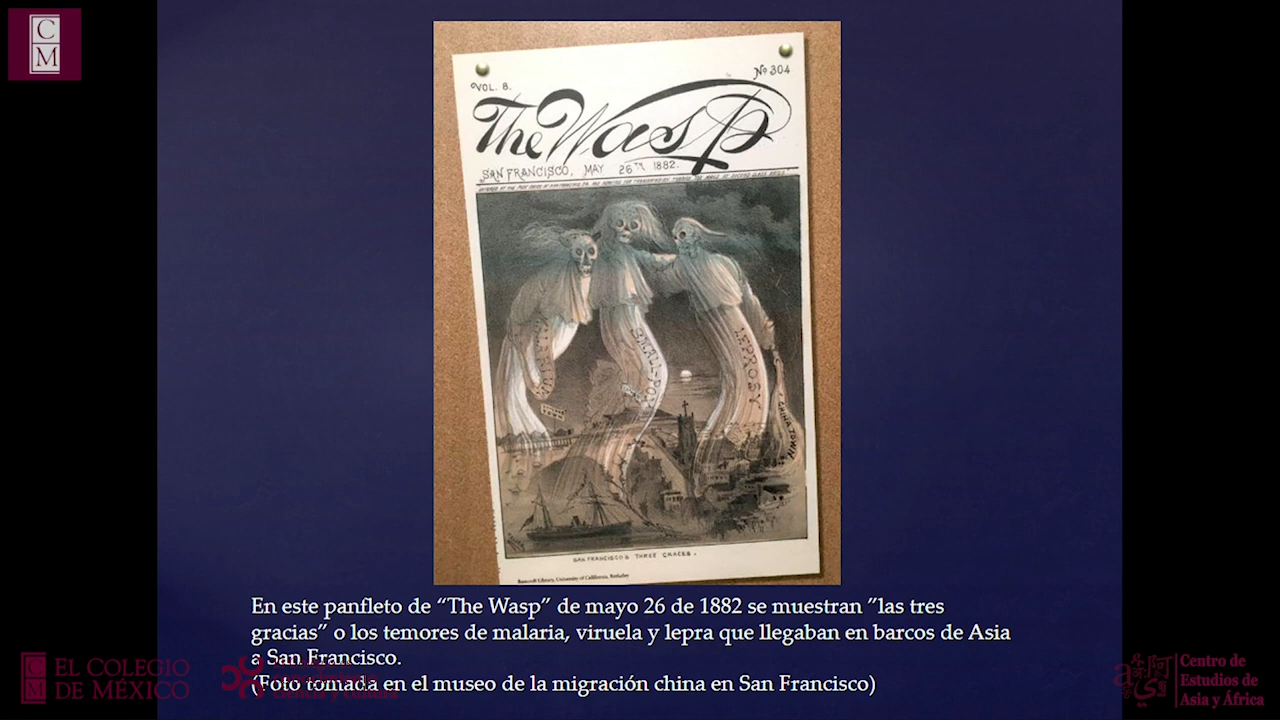 C
M
VOL. 8.
Nº 304
The Wasp
SAN FRANCISCO, MAY 26TH 1882.
SMALL-POX
LEPROSY
CHINATOWN
SAN FRANCISCO'S THREE GRACES.
Bancroft Library, University of California, Berkeley
En este panfleto de “The Wasp” de mayo 26 de 1882 se muestran ”las tres
gracias” o los temores de malaria, viruela y lepra que llegaban en barcos de Asia
a San Francisco.
(Foto tomada en el museo de la migración china en San Francisco)
C
M
EL COLEGIO
DE MÉXICO
Centro de
Estudios de
Asia y África